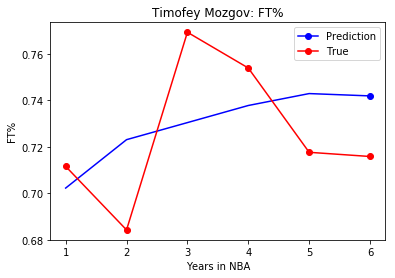 Timofey Mozgov: FT%
Prediction
True
FT%
0.76
0.74
0.72
0.70
0.68
1 2 3 4 5 6
Years in NBA